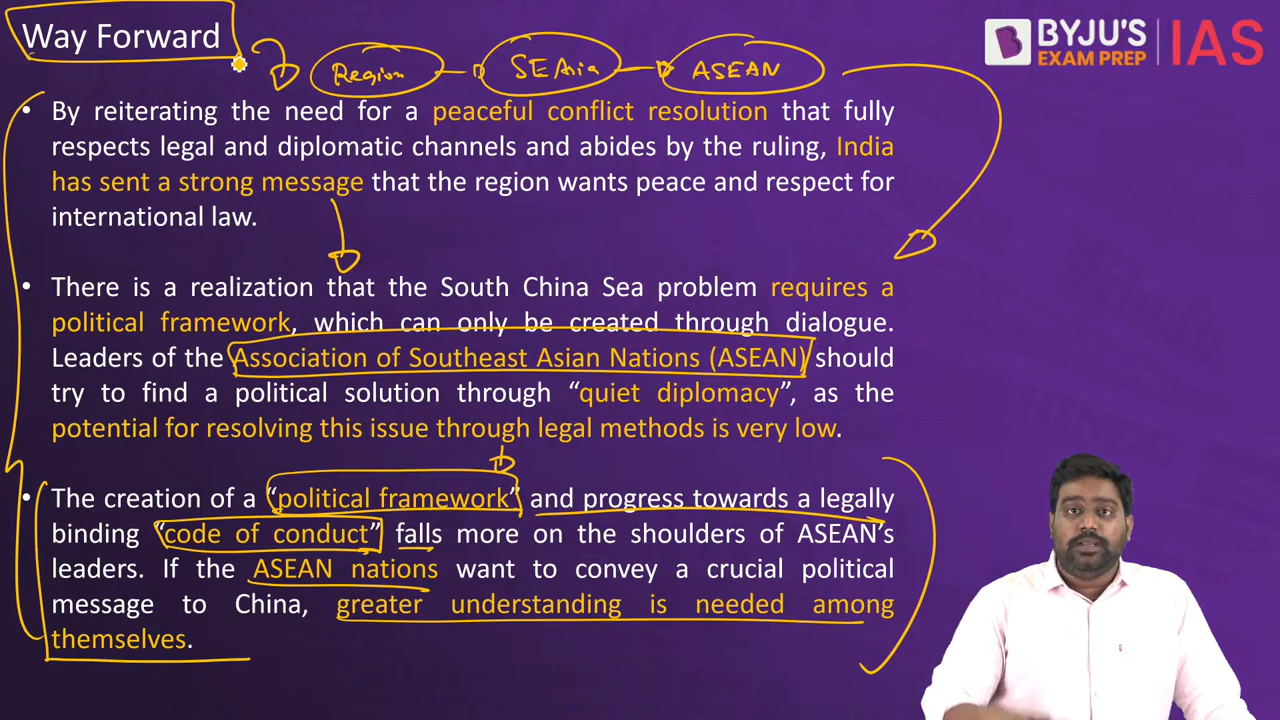 Way Forward
Region
SE Asia
ASEAN
BYJU'S
EXAM PREP
IAS
• By reiterating the need for a peaceful conflict resolution that fully
respects legal and diplomatic channels and abides by the ruling, India
has sent a strong message that the region wants peace and respect for
international law.
• There is a realization that the South China Sea problem requires a
political framework, which can only be created through dialogue.
Leaders of the Association of Southeast Asian Nations (ASEAN) should
try to find a political solution through “quiet diplomacy”, as the
potential for resolving this issue through legal methods is very low.
• The creation of a “political framework” and progress towards a legally
binding “code of conduct” falls more on the shoulders of ASEAN’s
leaders. If the ASEAN nations want to convey a crucial political
message to China, greater understanding is needed among
themselves.